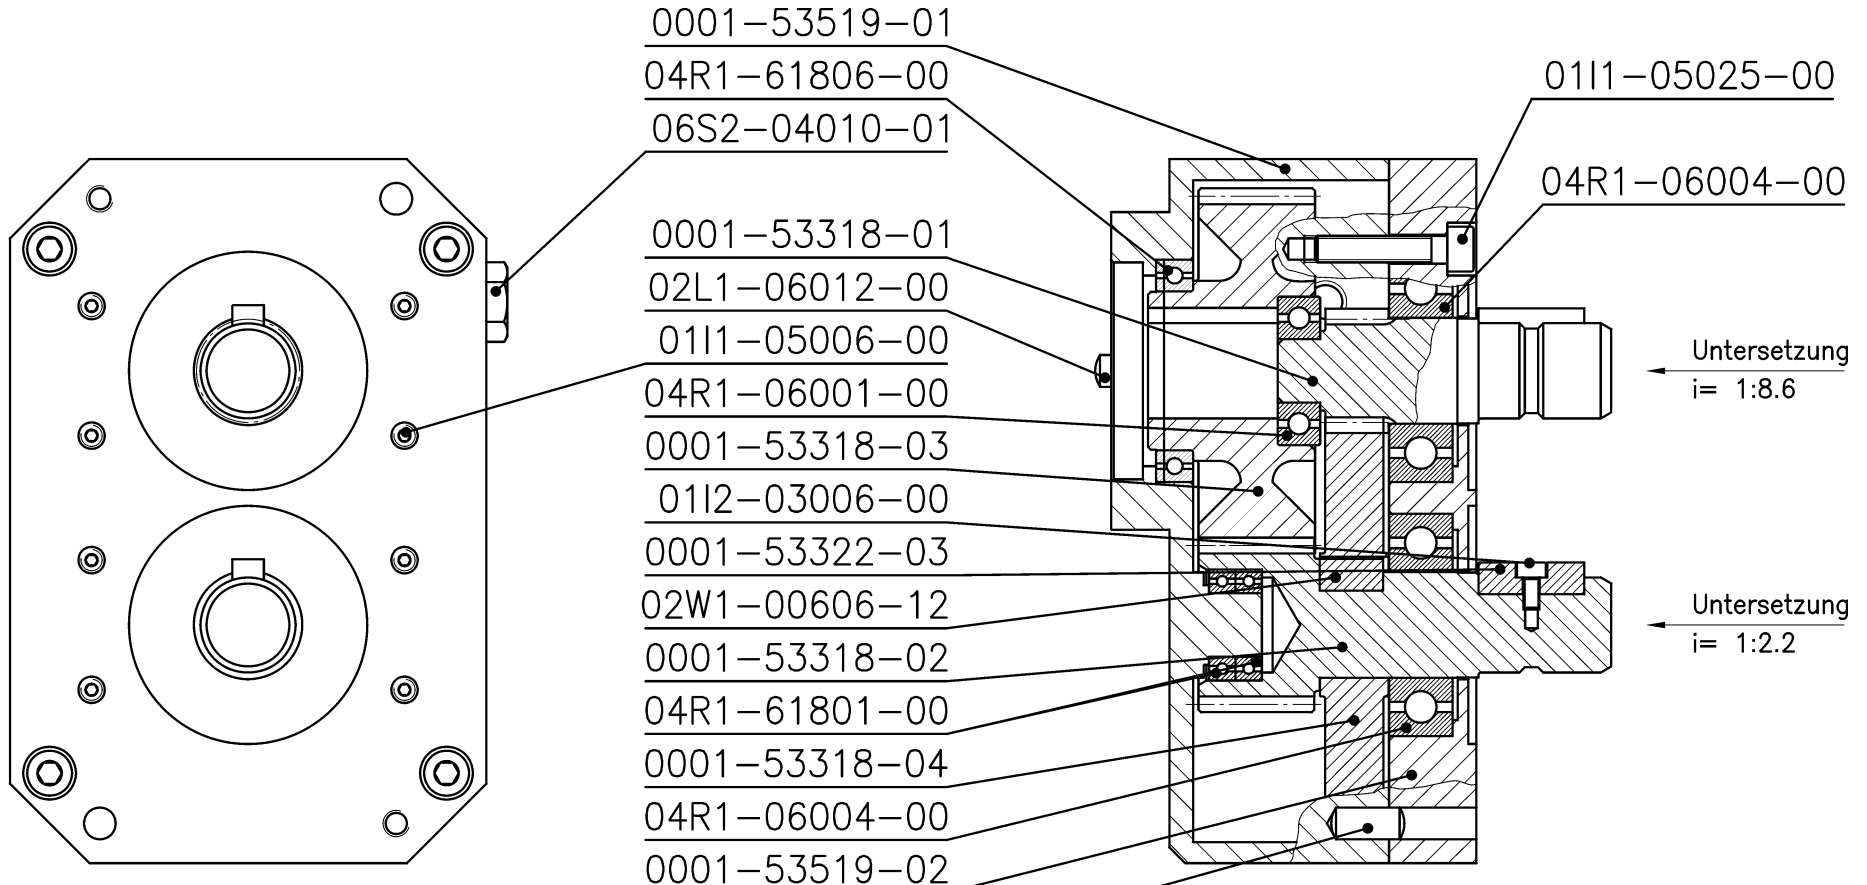 0001-53519-01
04R1-61806-00
06S2-04010-01
01I1-05025-00
04R1-06004-00
0001-53318-01
02L1-06012-00
01I1-05006-00
04R1-06001-00
0001-53318-03
01I2-03006-00
0001-53322-03
02W1-00606-12
0001-53318-02
04R1-61801-00
0001-53318-04
04R1-06004-00
0001-53519-02
Untersetzung
i= 1:8.6
Untersetzung
i= 1:2.2